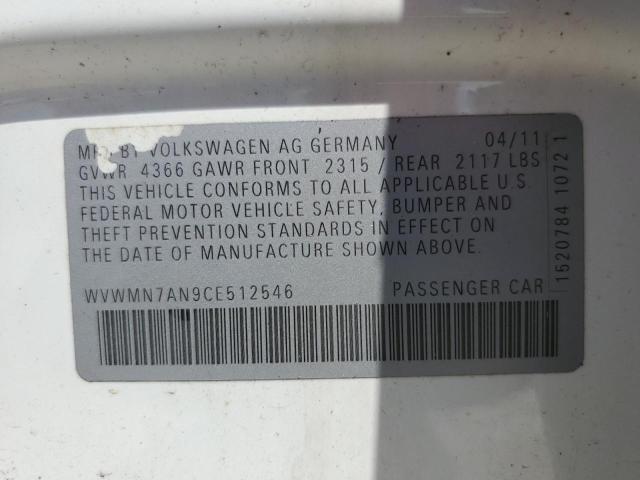 MFD BY VOLKSWAGEN AG GERMANY 04/11
GVWR 4366 GAWR FRONT 2315 / REAR 2117 LBS
THIS VEHICLE CONFORMS TO ALL APPLICABLE U.S.
FEDERAL MOTOR VEHICLE SAFETY, BUMPER AND
THEFT PREVENTION STANDARDS IN EFFECT ON
THE DATE OF MANUFACTURE SHOWN ABOVE.
WVWMN7AN9CE512546 PASSENGER CAR
1520784 1072 1